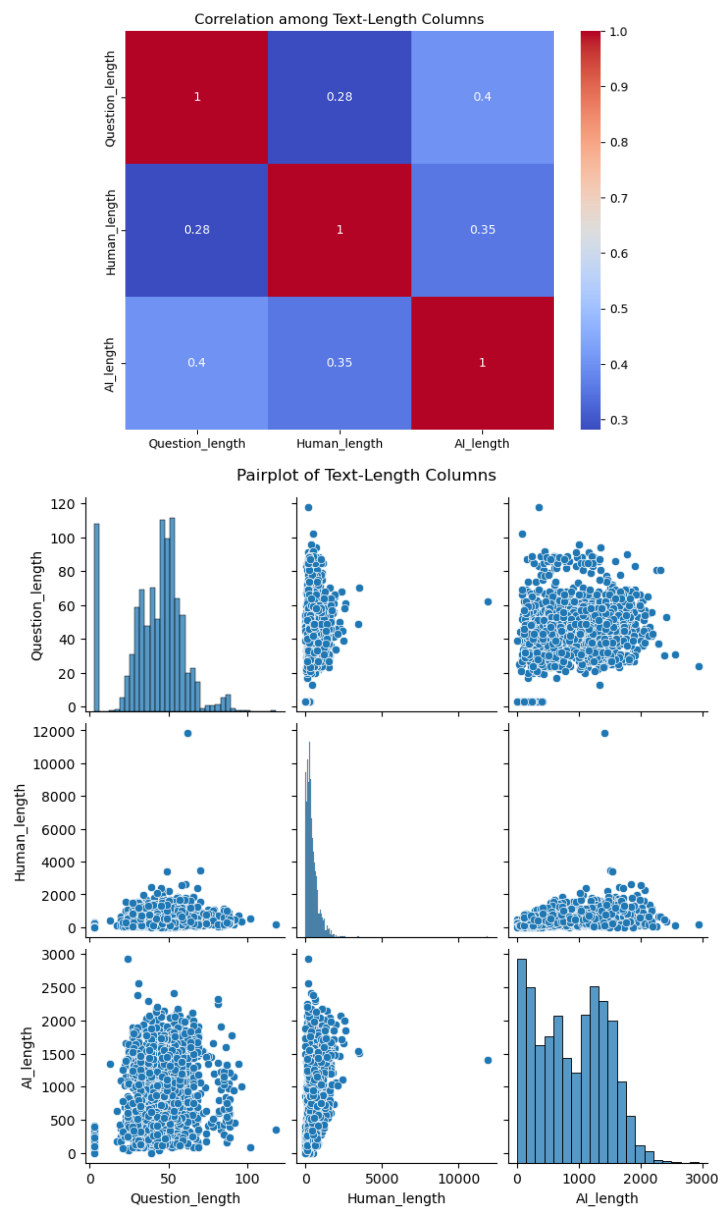 Correlation among Text-Length Columns
Question_length
Human_length
AI_length
1 0.28 0.4
0.28 1 0.35
0.4 0.35 1
Question_length Human_length AI_length
1.0
0.9
0.8
0.7
0.6
0.5
0.4
0.3
Pairplot of Text-Length Columns
Question_length
120
100
80
60
40
20
0
Human_length
12000
10000
8000
6000
4000
2000
0
AI_length
3000
2500
2000
1500
1000
500
0
0 50 100
Question_length
0 5000 10000
Human_length
0 1000 2000 3000
AI_length